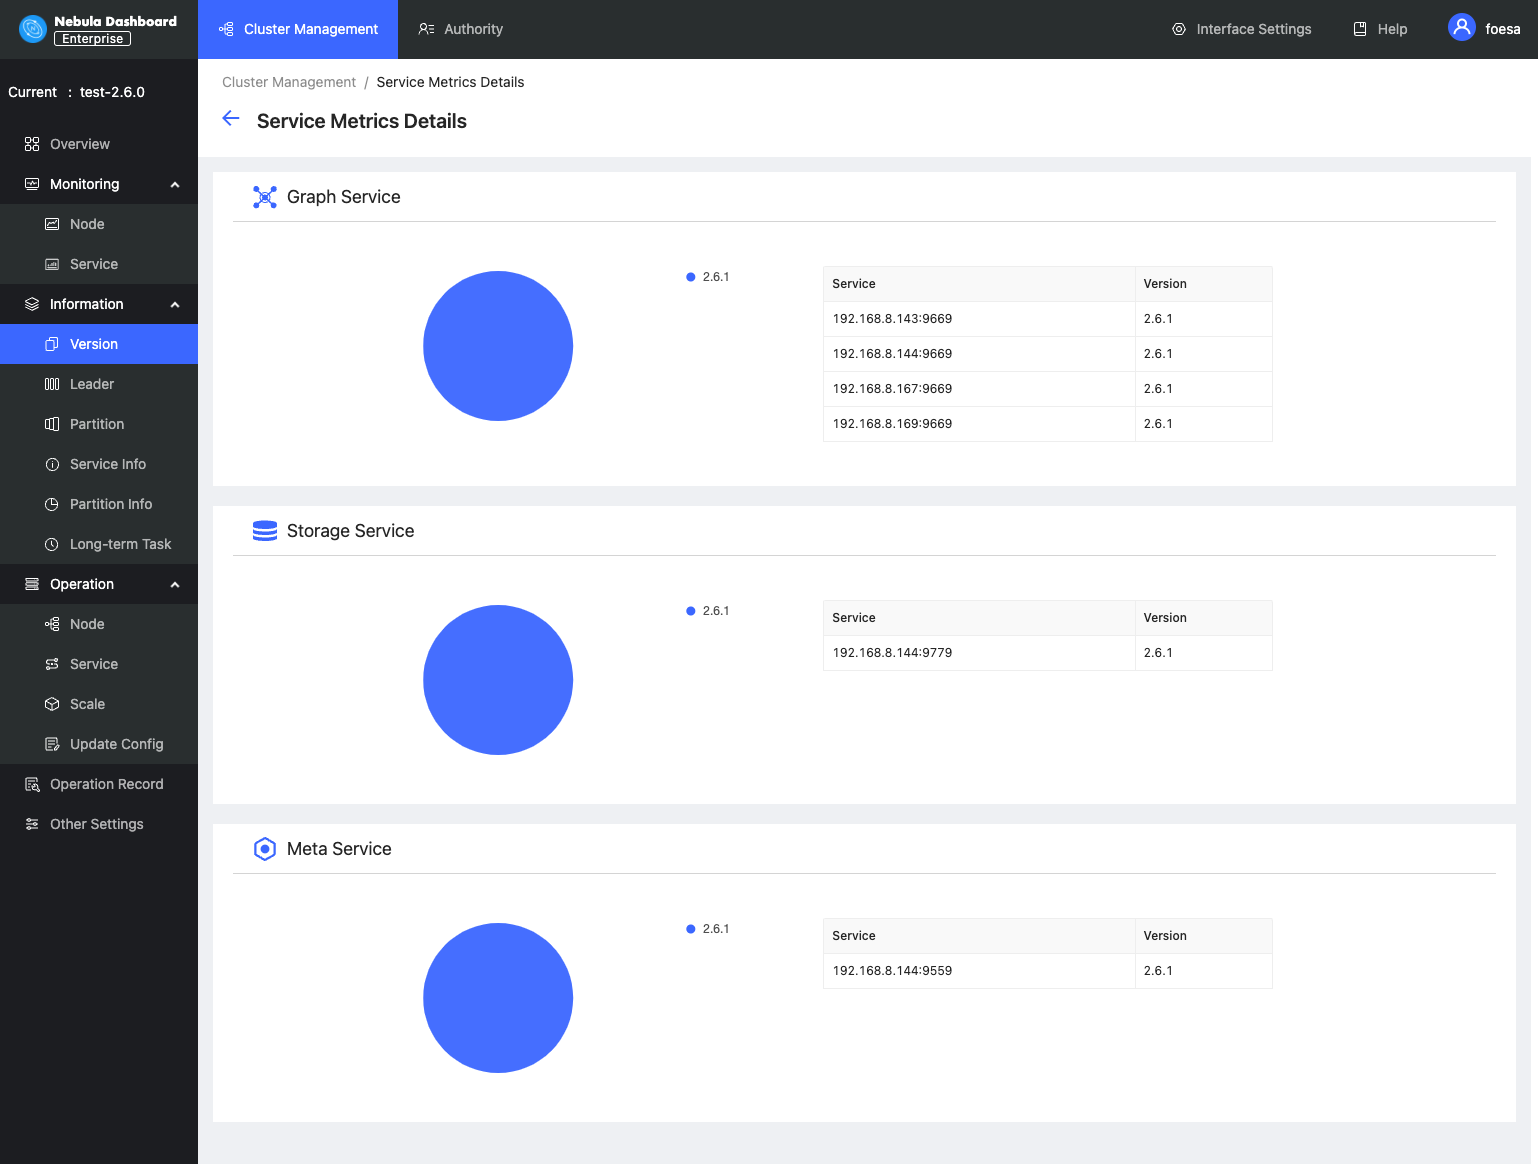 Nebula Dashboard
Enterprise
Cluster Management
Authority
Interface Settings
Help
foesa
Current : test-2.6.0
Overview
Monitoring
Node
Service
Information
Version
Leader
Partition
Service Info
Partition Info
Long-term Task
Operation
Node
Service
Scale
Update Config
Operation Record
Other Settings
Cluster Management / Service Metrics Details
Service Metrics Details
Graph Service
2.6.1
Service Version
192.168.8.143:9669 2.6.1
192.168.8.144:9669 2.6.1
192.168.8.167:9669 2.6.1
192.168.8.169:9669 2.6.1
Storage Service
2.6.1
Service Version
192.168.8.144:9779 2.6.1
Meta Service
2.6.1
Service Version
192.168.8.144:9559 2.6.1